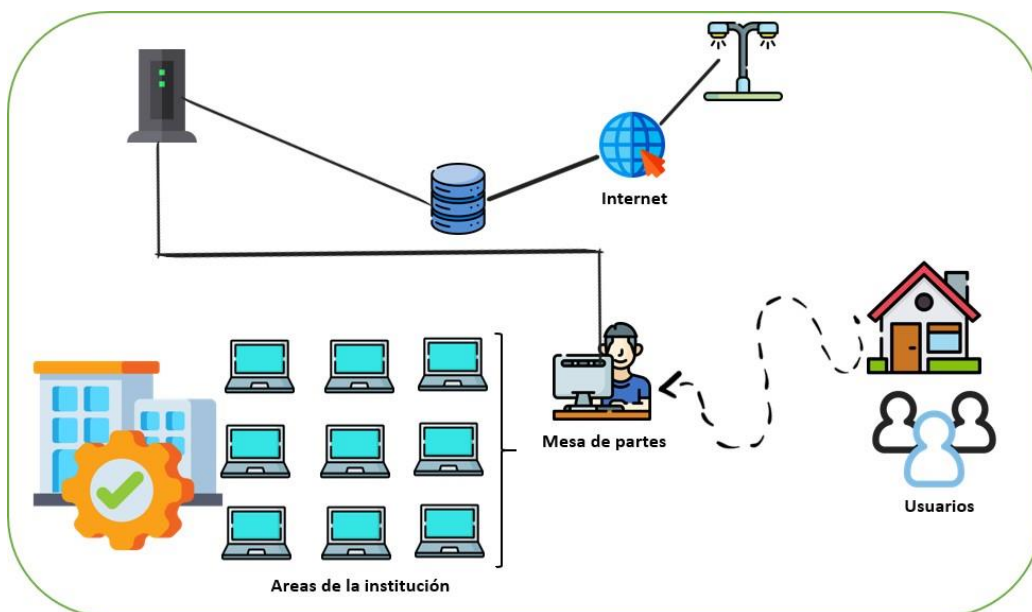 Internet
Mesa de partes
Usuarios
Areas de la institución